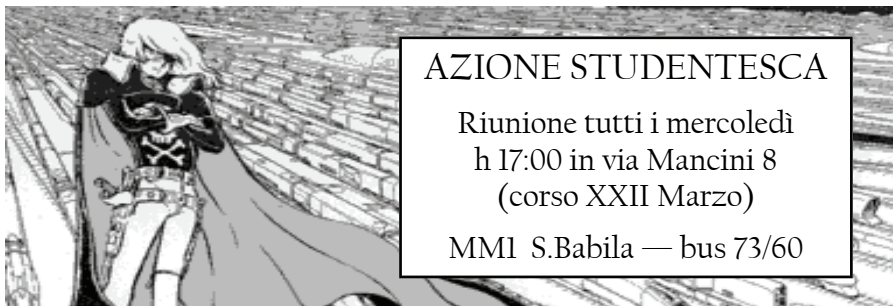 AZIONE STUDENTESCA
Riunione tutti i mercoledì
h 17:00 in via Mancini 8
(corso XXII Marzo)
MM1 S.Babila — bus 73/60